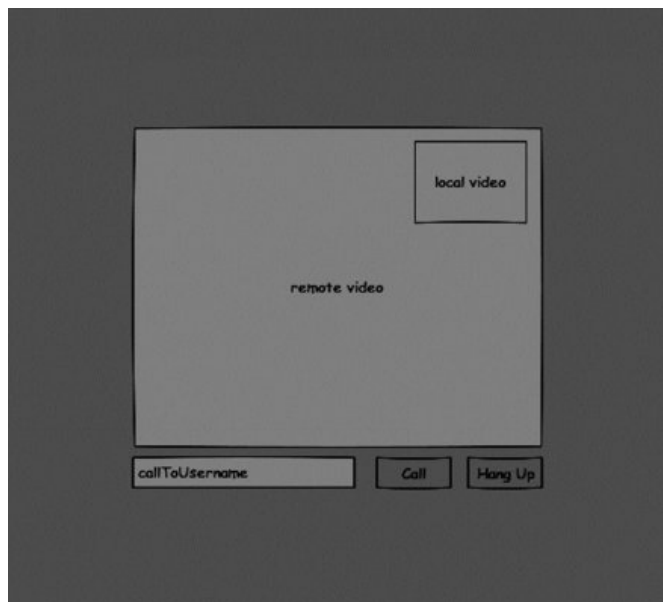 local video
remote video
callToUsername
Call
Hang Up